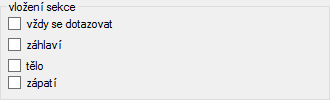 vložení sekce
vždy se dotazovat
záhlaví
tělo
zápatí